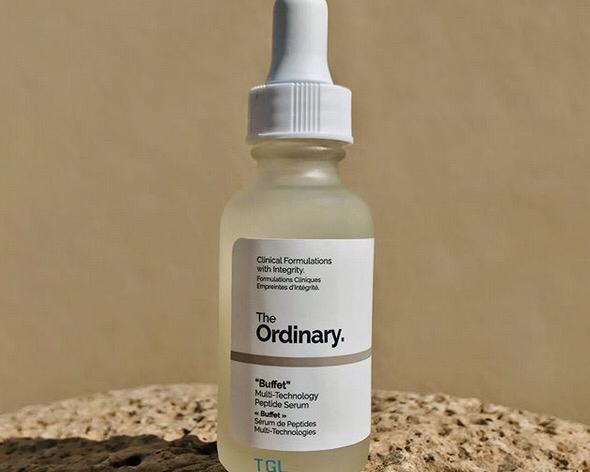 Clinical Formulations
with Integrity.
Formulations Cliniques
Empreintes d'Intégrité.
The
Ordinary.
"Buffet"
Multi-Technology
Peptide Serum
« Buffet »
Sérum de Peptides
Multi-Technologies
TGL